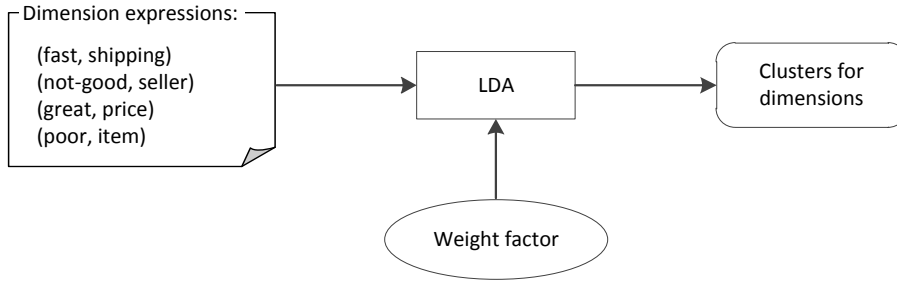 Dimension expressions:
(fast, shipping)
(not-good, seller)
(great, price)
(poor, item)
LDA
Clusters for
dimensions
Weight factor